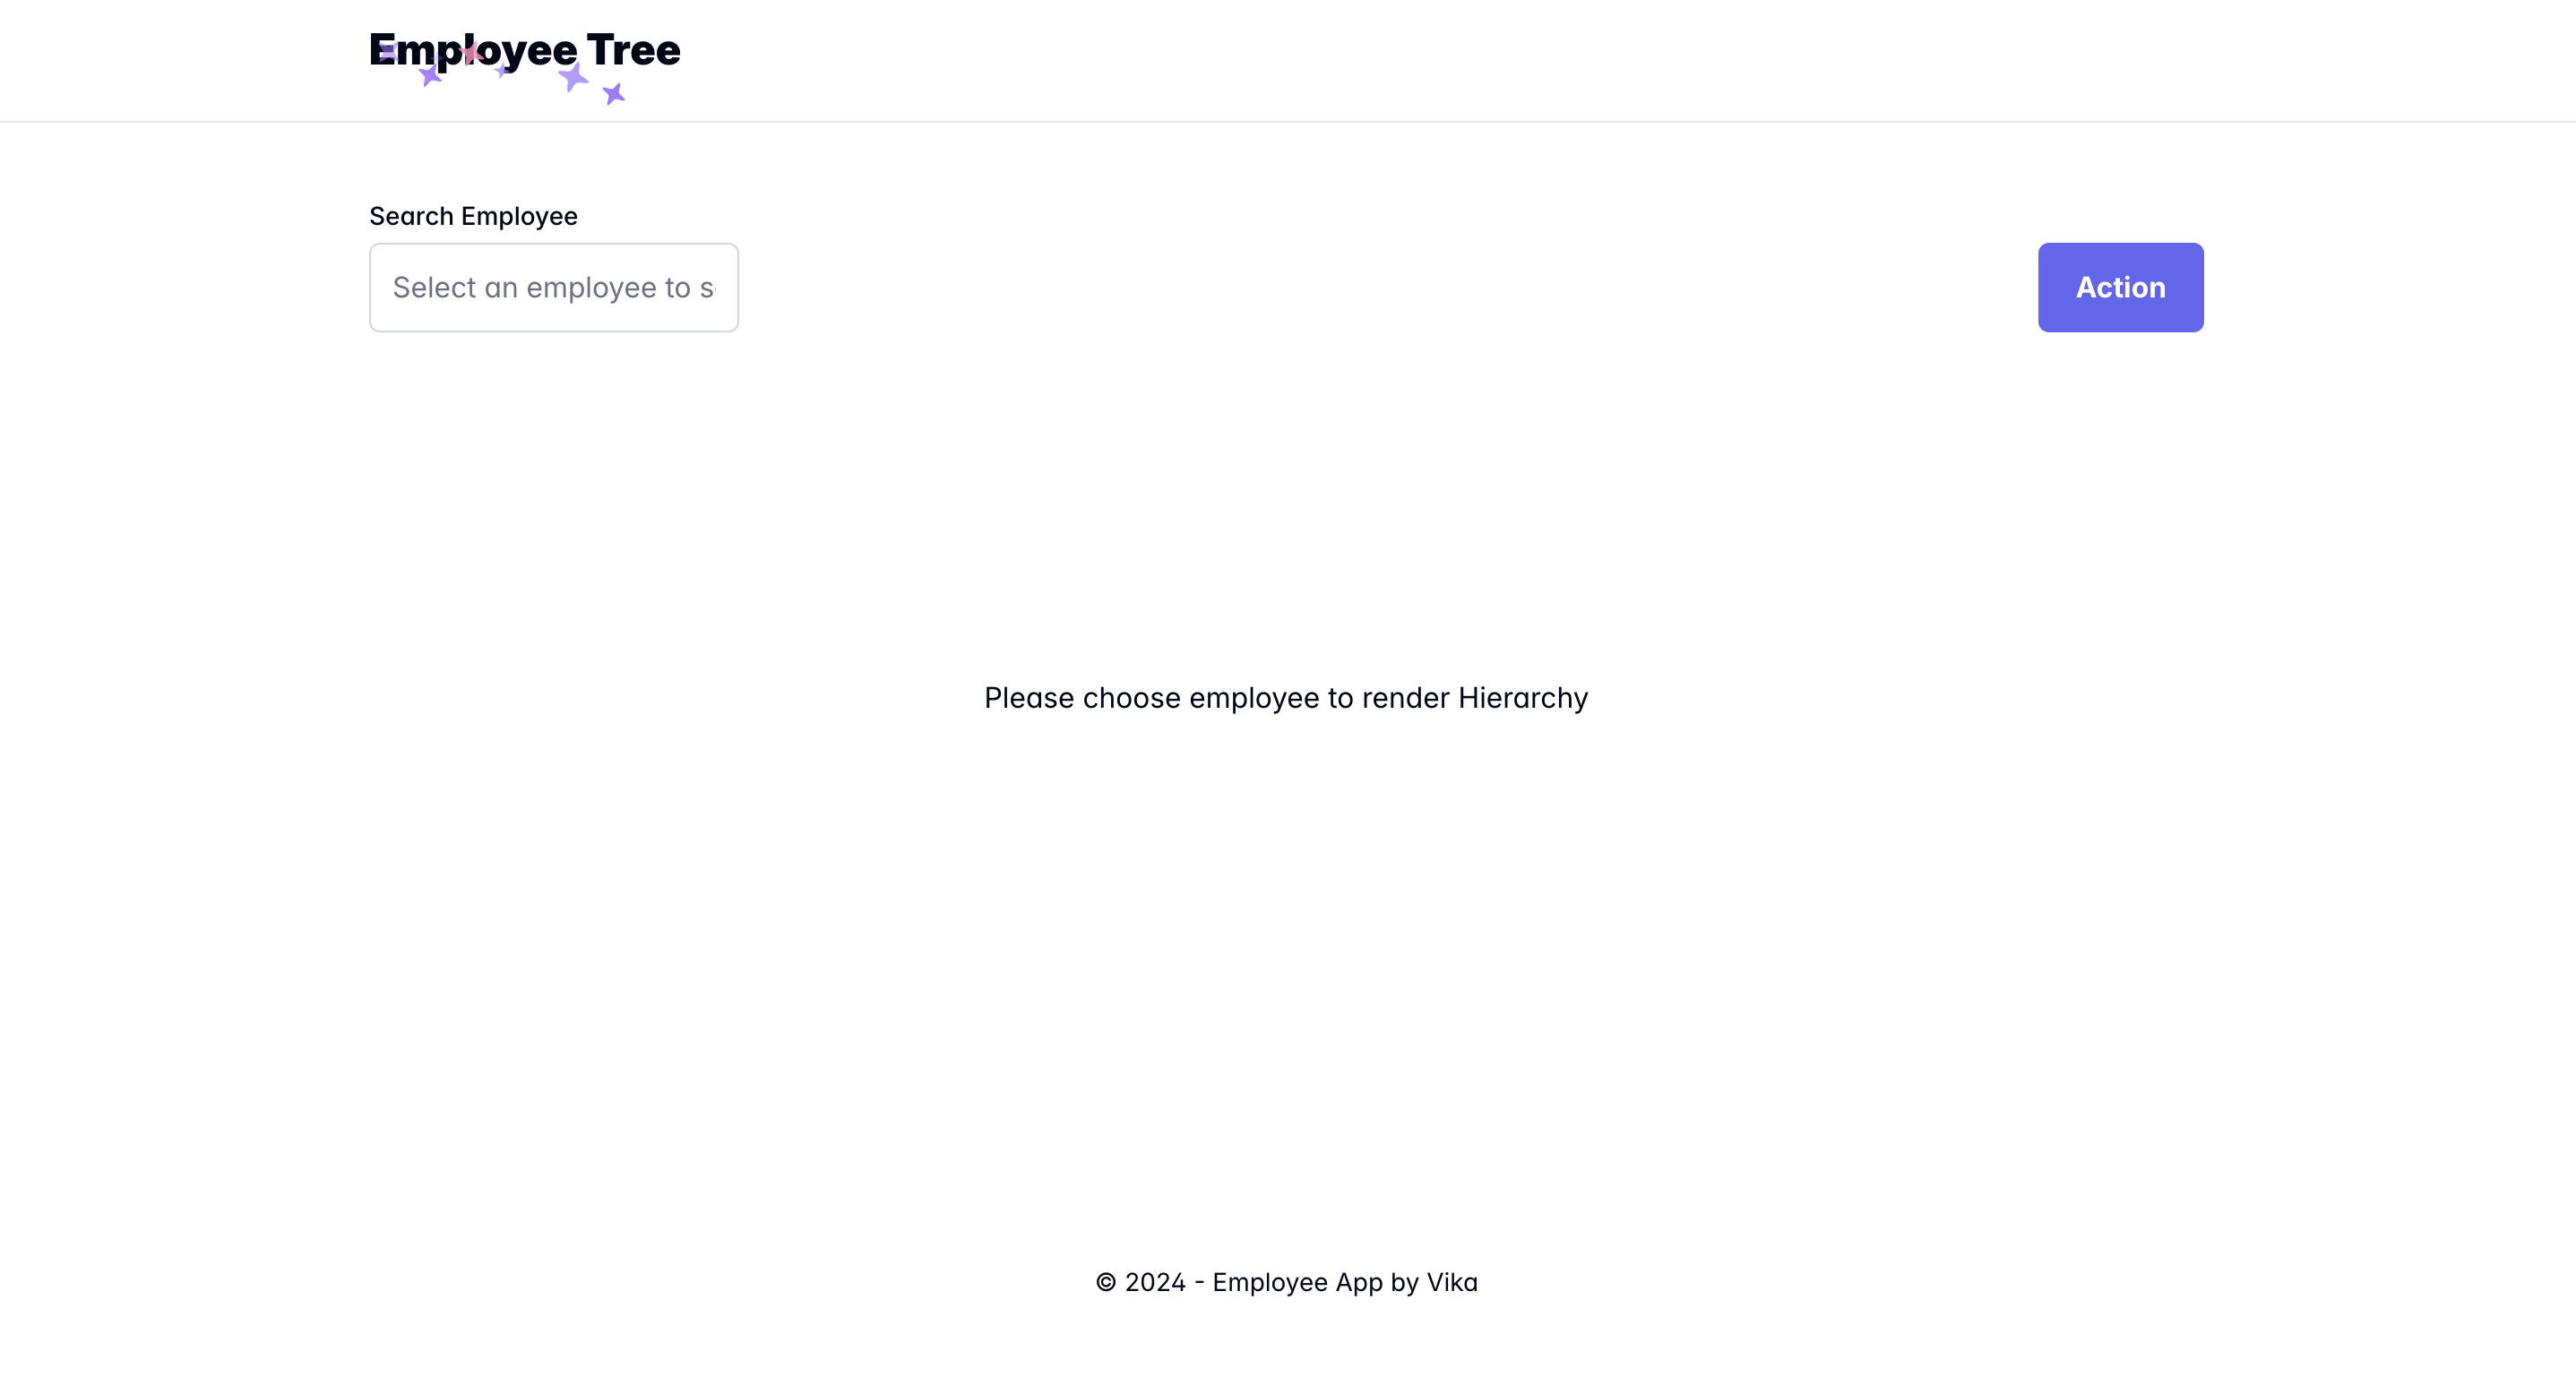 Employee Tree
Search Employee
Select an employee to s
Action
Please choose employee to render Hierarchy
© 2024 - Employee App by Vika